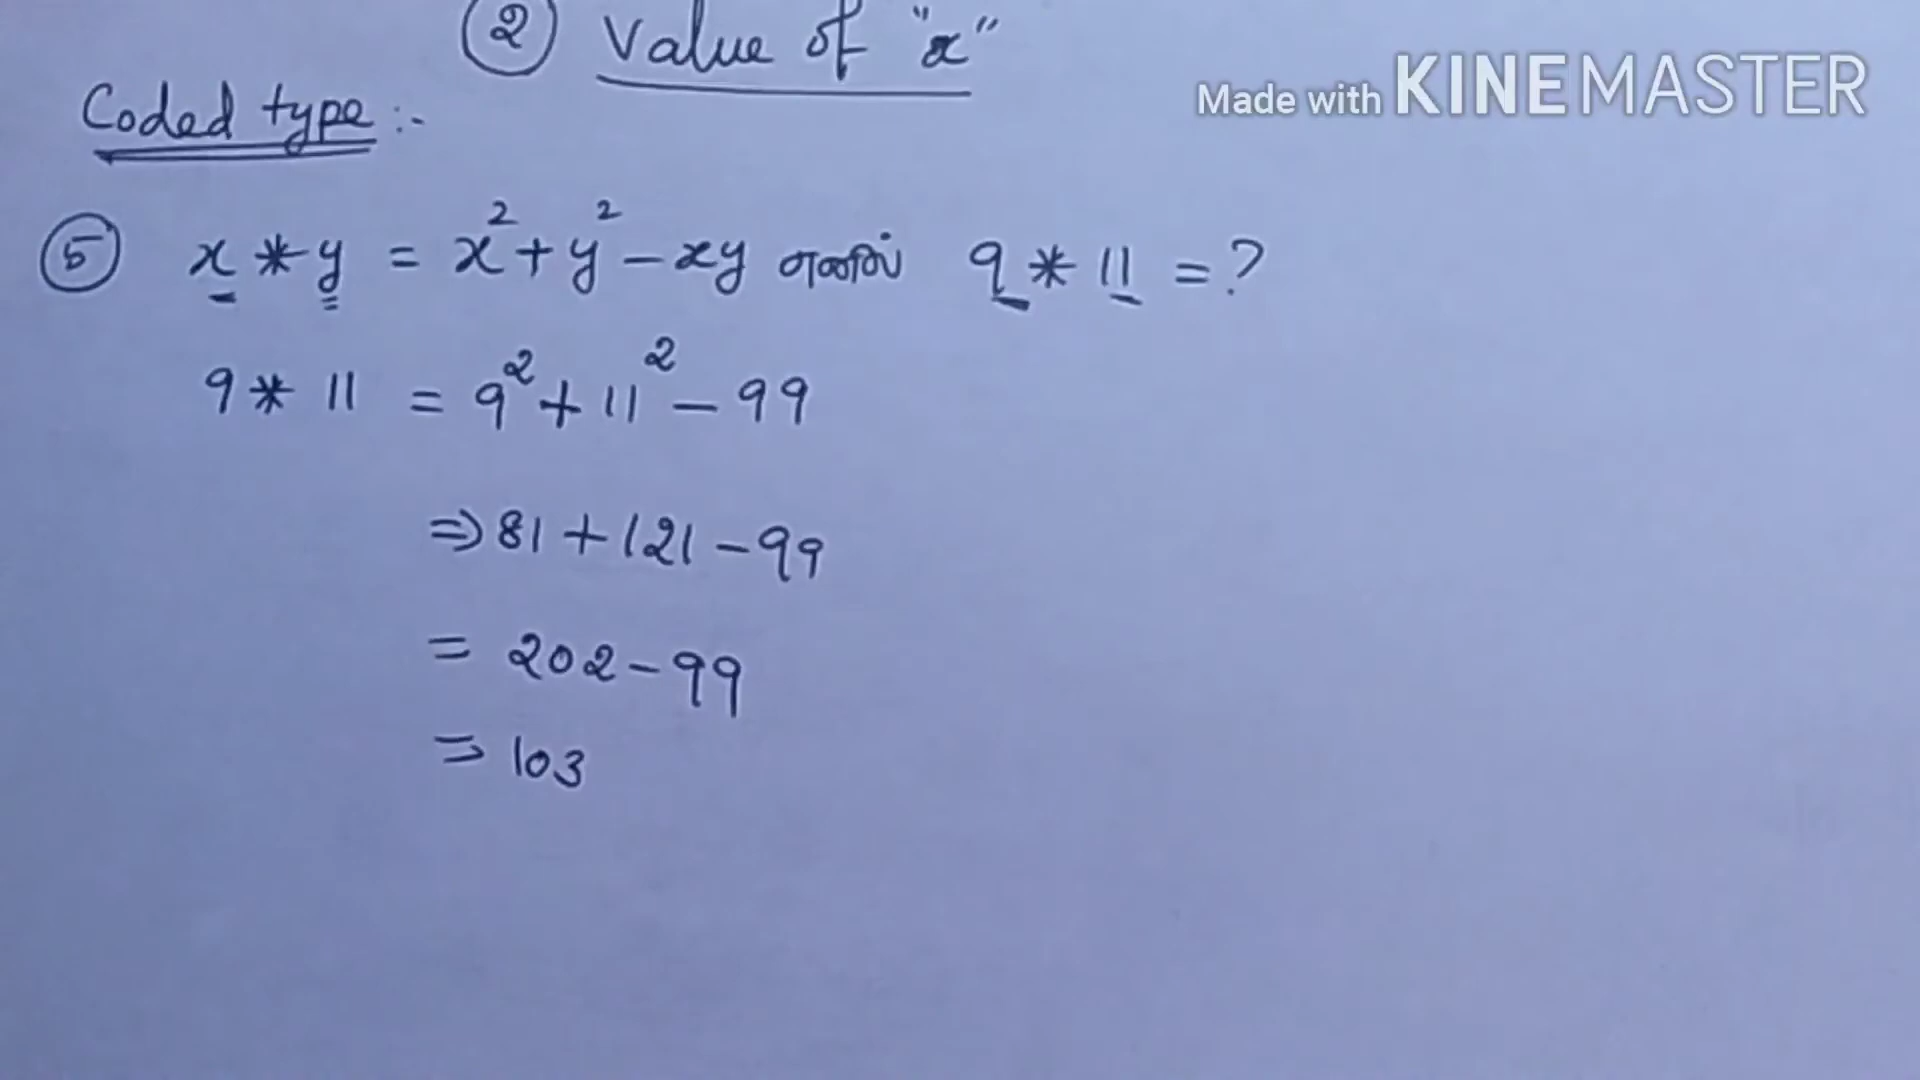 ② Value of "x"
Made with KINEMASTER
Coded type :-
⑤ x * y = x² + y² - xy எனில் 9 * 11 = ?
9 * 11 = 9² + 11² - 99
⇒ 81 + 121 - 99
= 202 - 99
= 103